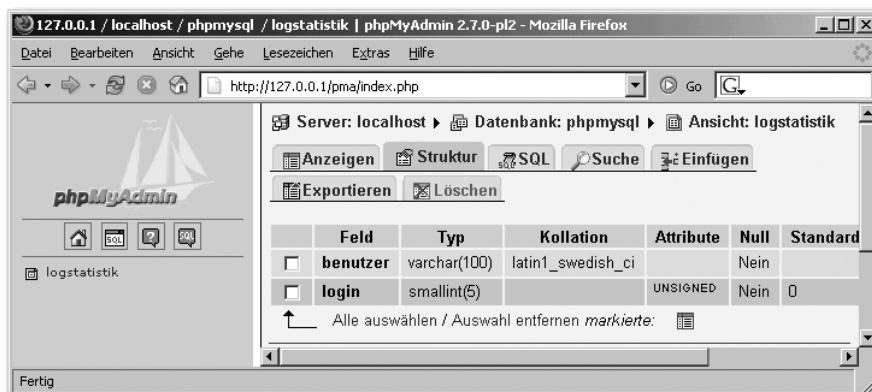 127.0.0.1 / localhost / phpmysql / logstatistik | phpMyAdmin 2.7.0-pl2 - Mozilla Firefox
Datei Bearbeiten Ansicht Gehe Lesezeichen Extras Hilfe
http://127.0.0.1/pma/index.php Go G
phpMyAdmin
SQL ? SQL
logstatistik
Server: localhost Datenbank: phpmysql Ansicht: logstatistik
Anzeigen Struktur SQL Suche Einfügen
Exportieren Löschen
Feld Typ Kollation Attribute Null Standard
benutzer varchar(100) latin1_swedish_ci Nein
login smallint(5) UNSIGNED Nein 0
Alle auswählen / Auswahl entfernen markierte:
Fertig